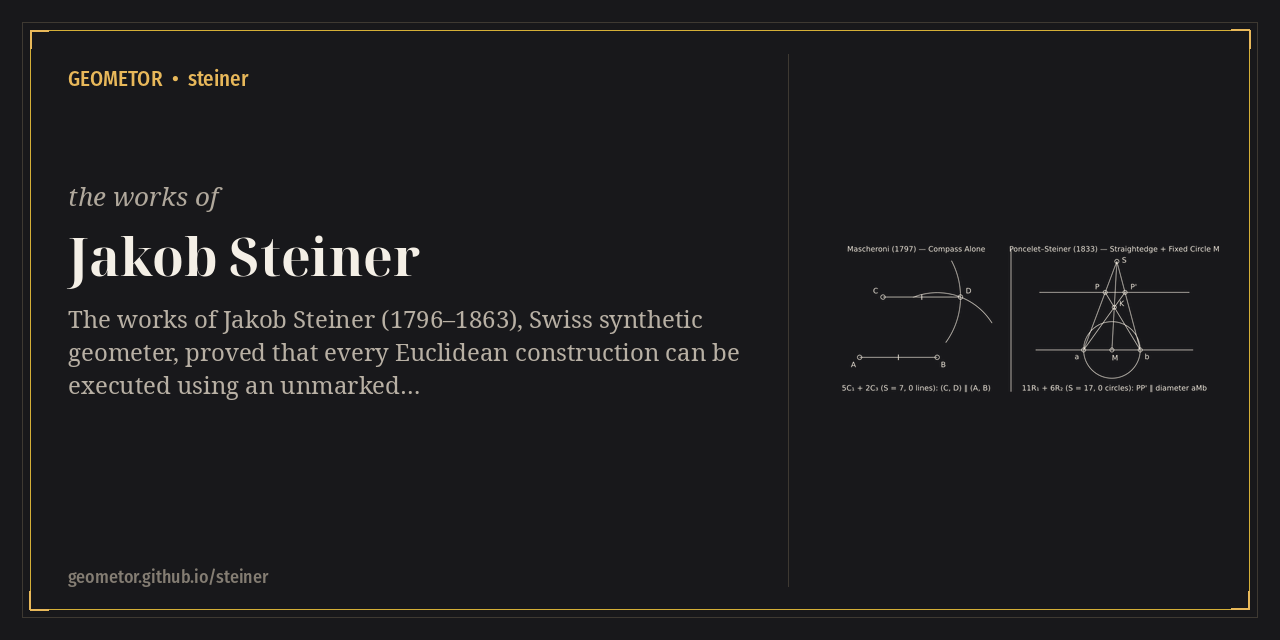 GEOMETOR • steiner
the works of
Jakob Steiner
The works of Jakob Steiner (1796–1863), Swiss synthetic
geometer, proved that every Euclidean construction can be
executed using an unmarked...
geometor.github.io/steiner
Mascheroni (1797) — Compass Alone
C
D
A
B
5C₁ + 2C₃ (S = 7, 0 lines): (C, D) ∥ (A, B)
Poncelet–Steiner (1833) — Straightedge + Fixed Circle M
S
P
P'
K
a
M
b
11R₁ + 6R₂ (S = 17, 0 circles): PP' ∥ diameter aMb